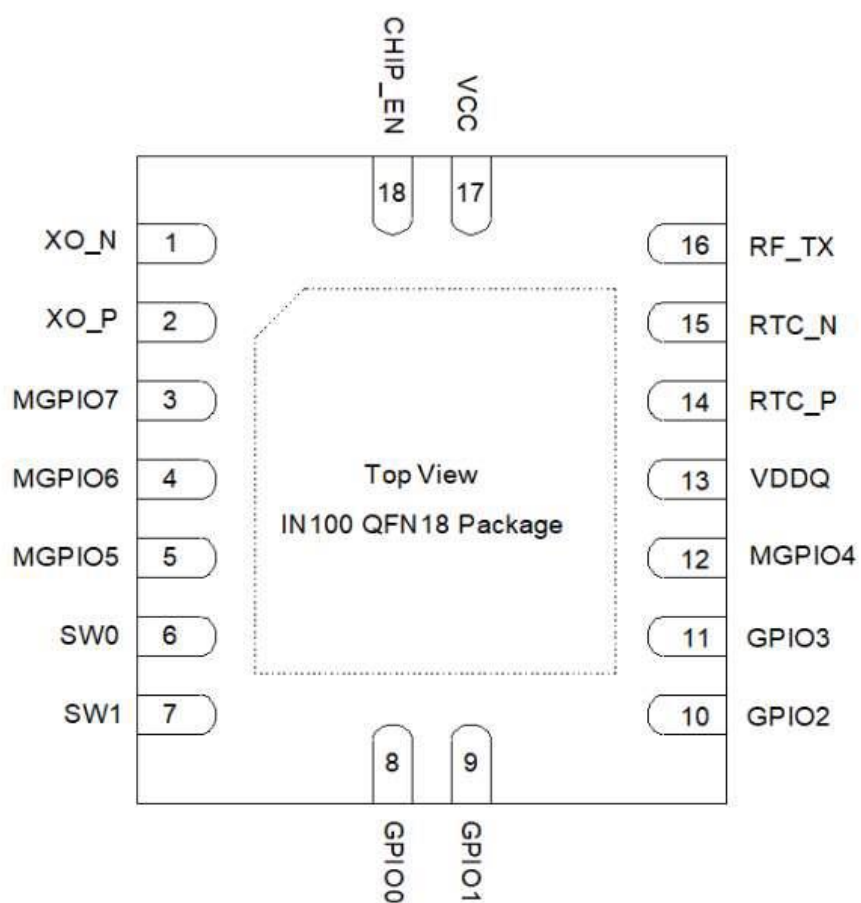 CHIP_EN
VCC
18
17
XO_N
1
16
RF_TX
XO_P
2
15
RTC_N
MGPIO7
3
14
RTC_P
MGPIO6
4
Top View
13
VDDQ
IN100 QFN18 Package
MGPIO5
5
12
MGPIO4
SW0
6
11
GPIO3
SW1
7
10
GPIO2
8
9
GPIO0
GPIO1